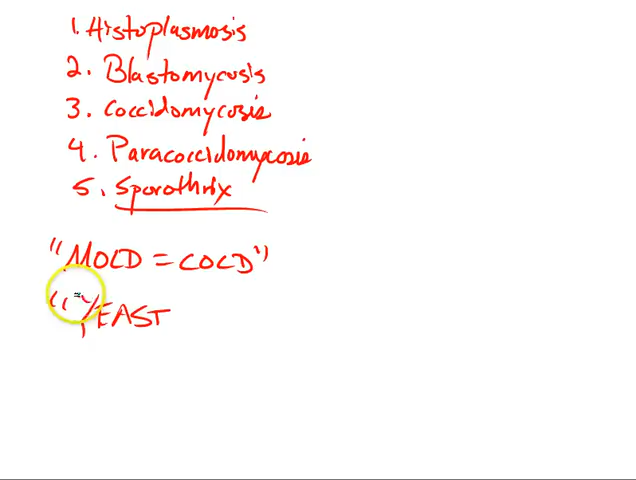 1. Histoplasmosis
2. Blastomycosis
3. Coccidomycosis
4. Paracoccidomycosis
5. Sporothrix
"MOLD = COLD"
"YEAST